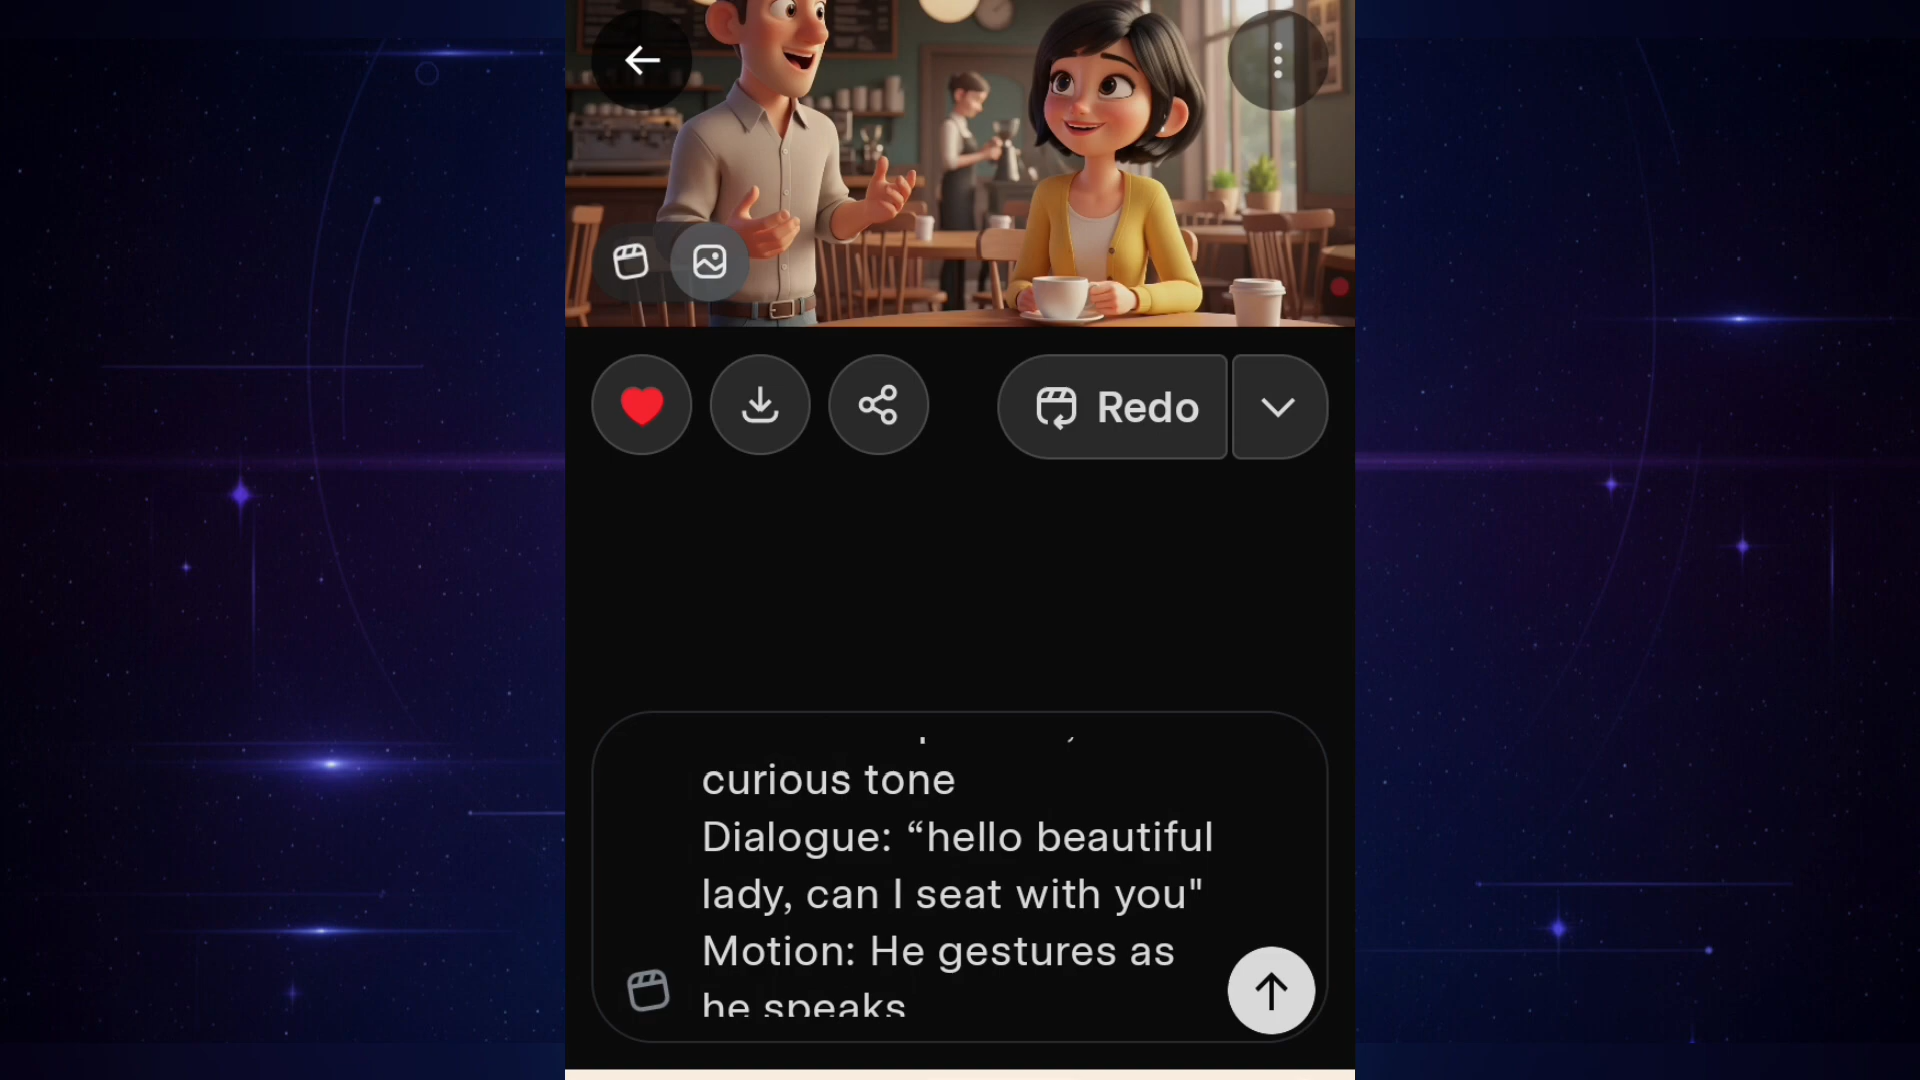 Redo
curious tone
Dialogue: “hello beautiful
lady, can I seat with you"
Motion: He gestures as
he speaks